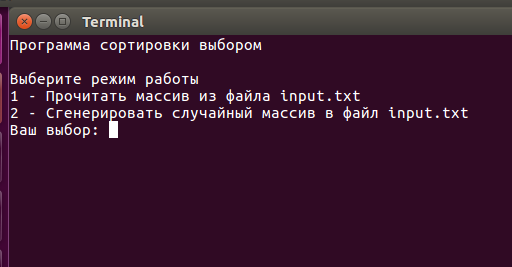 Terminal
Программа сортировки выбором
Выберите режим работы
1 - Прочитать массив из файла input.txt
2 - Сгенерировать случайный массив в файл input.txt
Ваш выбор: